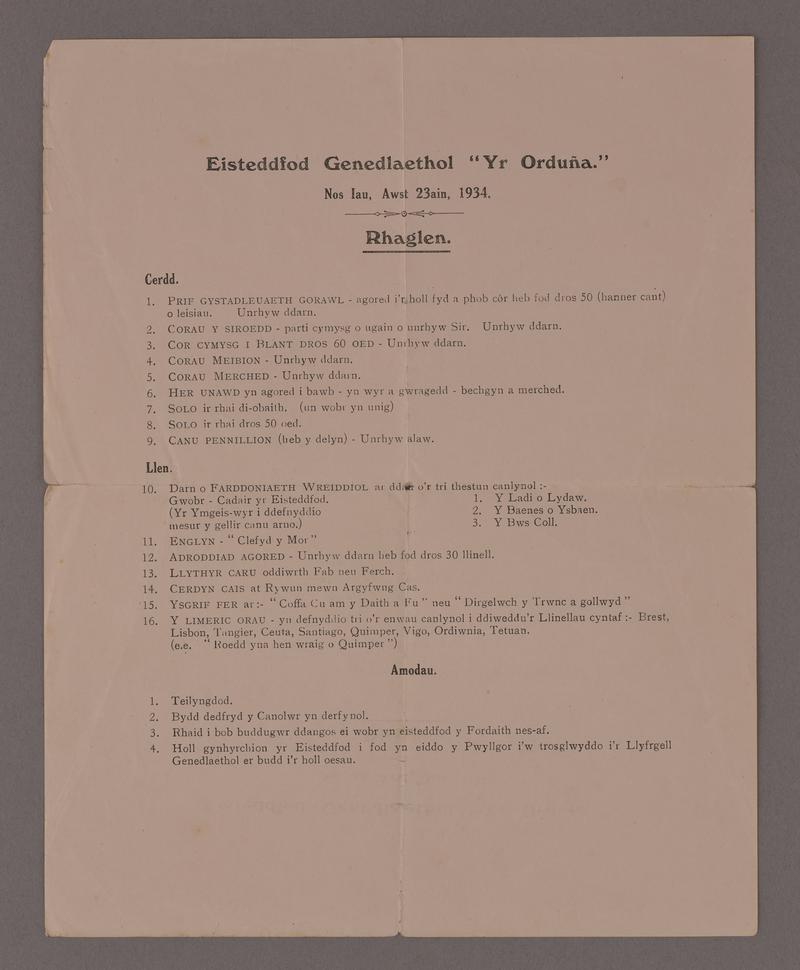 Eisteddfod Genedlaethol “Yr Orduña.”
Nos Iau, Awst 23ain, 1934.
Rhaglen.
Cerdd.
1. PRIF GYSTADLEUAETH GORAWL - agored i'r holl fyd a phob côr heb fod dros 50 (hanner cant)
o leisiau. Unrhyw ddarn.
2. CORAU Y SIROEDD - parti cymysg o ugain o unrhyw Sir. Unrhyw ddarn.
3. COR CYMYSG I BLANT DROS 60 OED - Unrhyw ddarn.
4. CORAU MEIBION - Unrhyw ddarn.
5. CORAU MERCHED - Unrhyw ddarn.
6. HER UNAWD yn agored i bawb - yn wyr a gwragedd - bechgyn a merched.
7. SOLO ir rhai di-obaith. (un wobr yn unig)
8. SOLO ir rhai dros 50 oed.
9. CANU PENNILLION (heb y delyn) - Unrhyw alaw.
Llen.
10. Darn o FARDDONIAETH WREIDDIOL ar o'r tri thestun canlynol :-
Gwobr - Cadair yr Eisteddfod. 1. Y Ladi o Lydaw.
(Yr Ymgeis-wyr i ddefnyddio 2. Y Baenes o Ysbaen.
mesur y gellir canu arno.) 3. Y Bws Coll.
11. ENGLYN - “ Clefyd y Mor ”
12. ADRODDIAD AGORED - Unrhyw ddarn heb fod dros 30 llinell.
13. LLYTHYR CARU oddiwrth Fab neu Ferch.
14. CERDYN CAIS at Rywun mewn Argyfwng Cas.
15. YSGRIF FER ar:- “ Coffa Cu am y Daith a Fu ” neu “ Dirgelwch y Trwnc a gollwyd ”
16. Y LIMERIC ORAU - yn defnyddio tri o'r enwau canlynol i ddiweddu'r Llinellau cyntaf :- Brest,
Lisbon, Tangier, Ceuta, Santiago, Quimper, Vigo, Ordiwnia, Tetuan.
(e.e. “ Roedd yna hen wraig o Quimper ”)
Amodau.
1. Teilyngdod.
2. Bydd dedfryd y Canolwr yn derfynol.
3. Rhaid i bob buddugwr ddangos ei wobr yn eisteddfod y Fordaith nes-af.
4. Holl gynhyrchion yr Eisteddfod i fod yn eiddo y Pwyllgor i'w trosglwyddo i'r Llyfrgell
Genedlaethol er budd i'r holl oesau.